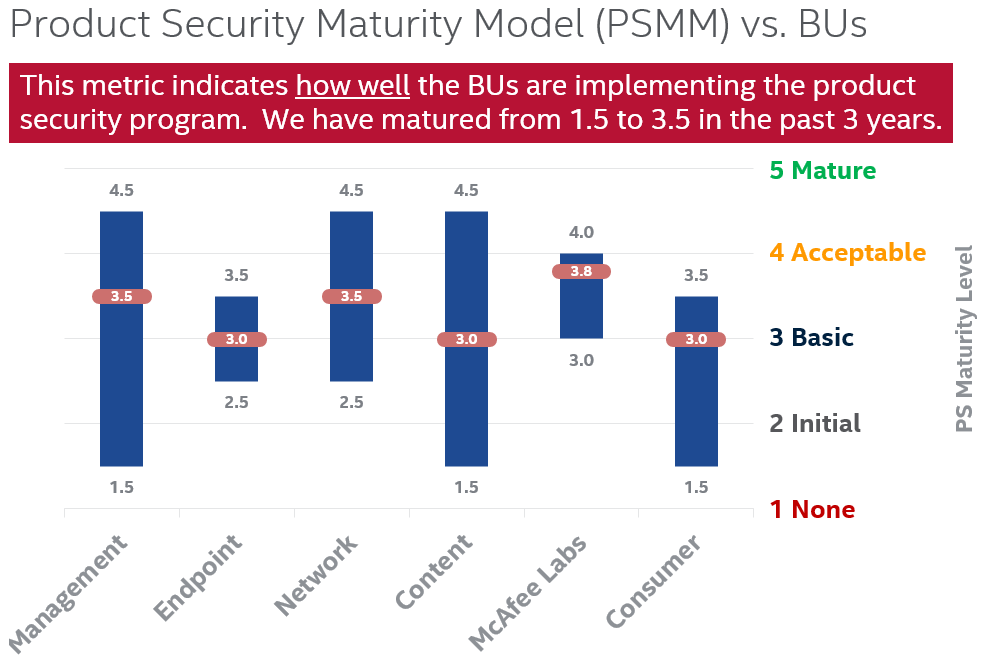 Product Security Maturity Model (PSMM) vs. BUs
This metric indicates how well the BUs are implementing the product
security program.  We have matured from 1.5 to 3.5 in the past 3 years.
5 Mature
4.5
4.5
4.5
4.0
4 Acceptable
3.5
3.5
3.8
3.5
3.5
3 Basic
3.0
3.0
3.0
3.0
2.5
2.5
2 Initial
1.5
1.5
1.5
1 None
PS Maturity Level
Management
Endpoint
Network
Content
McAfee Labs
Consumer